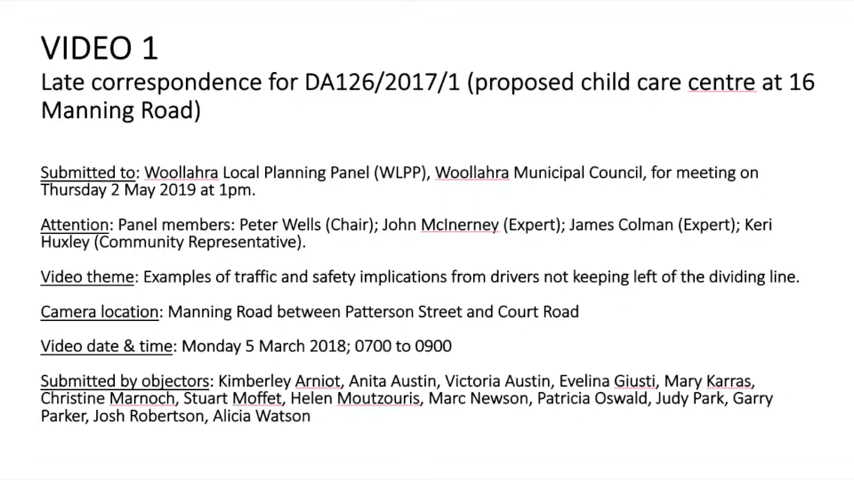 VIDEO 1
Late correspondence for DA126/2017/1 (proposed child care centre at 16
Manning Road)
Submitted to: Woollahra Local Planning Panel (WLPP), Woollahra Municipal Council, for meeting on
Thursday 2 May 2019 at 1pm.
Attention: Panel members: Peter Wells (Chair); John McInerney (Expert); James Colman (Expert); Keri
Huxley (Community Representative).
Video theme: Examples of traffic and safety implications from drivers not keeping left of the dividing line.
Camera location: Manning Road between Patterson Street and Court Road
Video date & time: Monday 5 March 2018; 0700 to 0900
Submitted by objectors: Kimberley Arniot, Anita Austin, Victoria Austin, Evelina Giusti, Mary Karras,
Christine Marnoch, Stuart Moffet, Helen Moutzouris, Marc Newson, Patricia Oswald, Judy Park, Garry
Parker, Josh Robertson, Alicia Watson